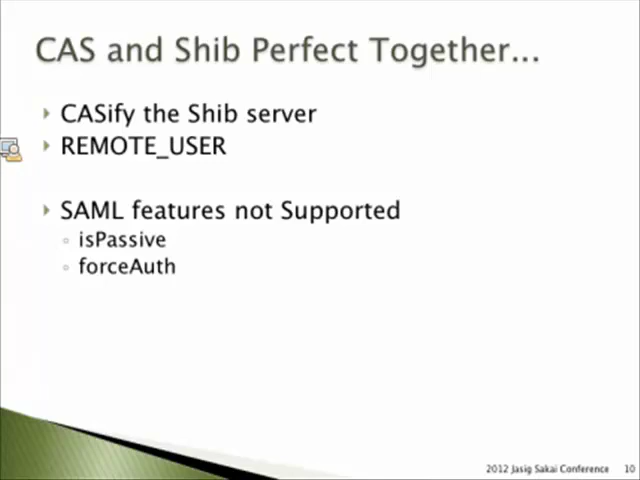 CAS and Shib Perfect Together...
CASify the Shib server
REMOTE_USER
SAML features not Supported
isPassive
forceAuth
2012 Jasig Sakai Conference 10